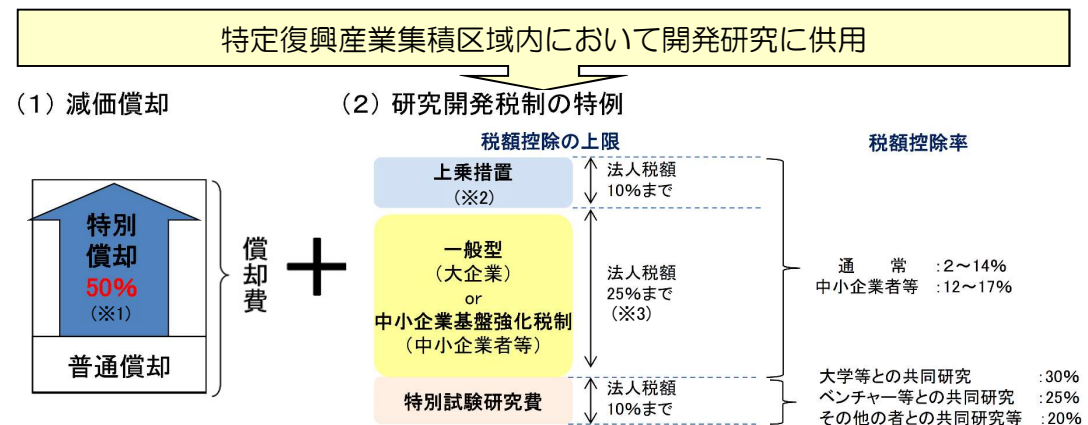 特定復興産業集積区域内において開発研究に供用
（1）減価償却
（2）研究開発税制の特例
税額控除の上限
税額控除率
特別
償却
50%
（※1）
普通償却
償却費
＋
上乗措置
（※2）
法人税額
10%まで
一般型
（大企業）
or
中小企業基盤強化税制
（中小企業者等）
法人税額
25%まで
（※3）
通　常　：2～14%
中小企業者等　：12～17%
特別試験研究費
法人税額
10%まで
大学等との共同研究　：30%
ベンチャー等との共同研究　：25%
その他の者との共同研究等　：20%